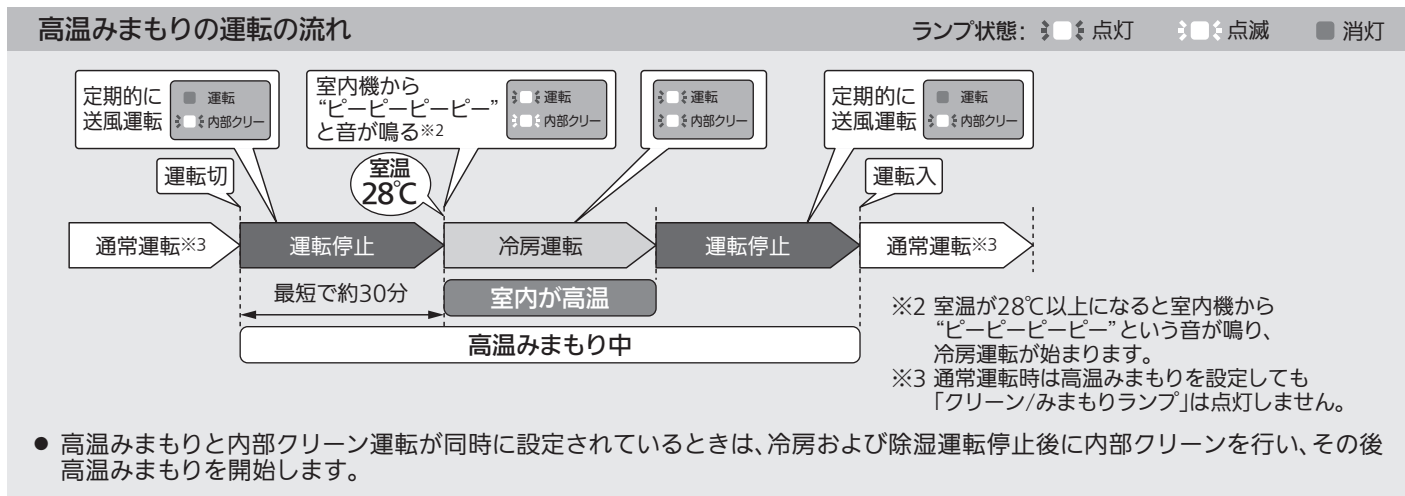 高温みまもりの運転の流れ
ランプ状態: 点灯 点滅 消灯
定期的に
送風運転
運転
内部クリー
室内機から
“ピーピーピーピー”
と音が鳴る※2
運転
内部クリー
運転
内部クリー
定期的に
送風運転
運転
内部クリー
運転切
室温
28℃
運転入
通常運転※3
運転停止
冷房運転
運転停止
通常運転※3
最短で約30分
室内が高温
高温みまもり中
※2 室温が28℃以上になると室内機から
“ピーピーピーピー”という音が鳴り、
冷房運転が始まります。
※3 通常運転時は高温みまもりを設定しても
「クリーン/みまもりランプ」は点灯しません。
● 高温みまもりと内部クリーン運転が同時に設定されているときは、冷房および除湿運転停止後に内部クリーンを行い、その後
高温みまもりを開始します。